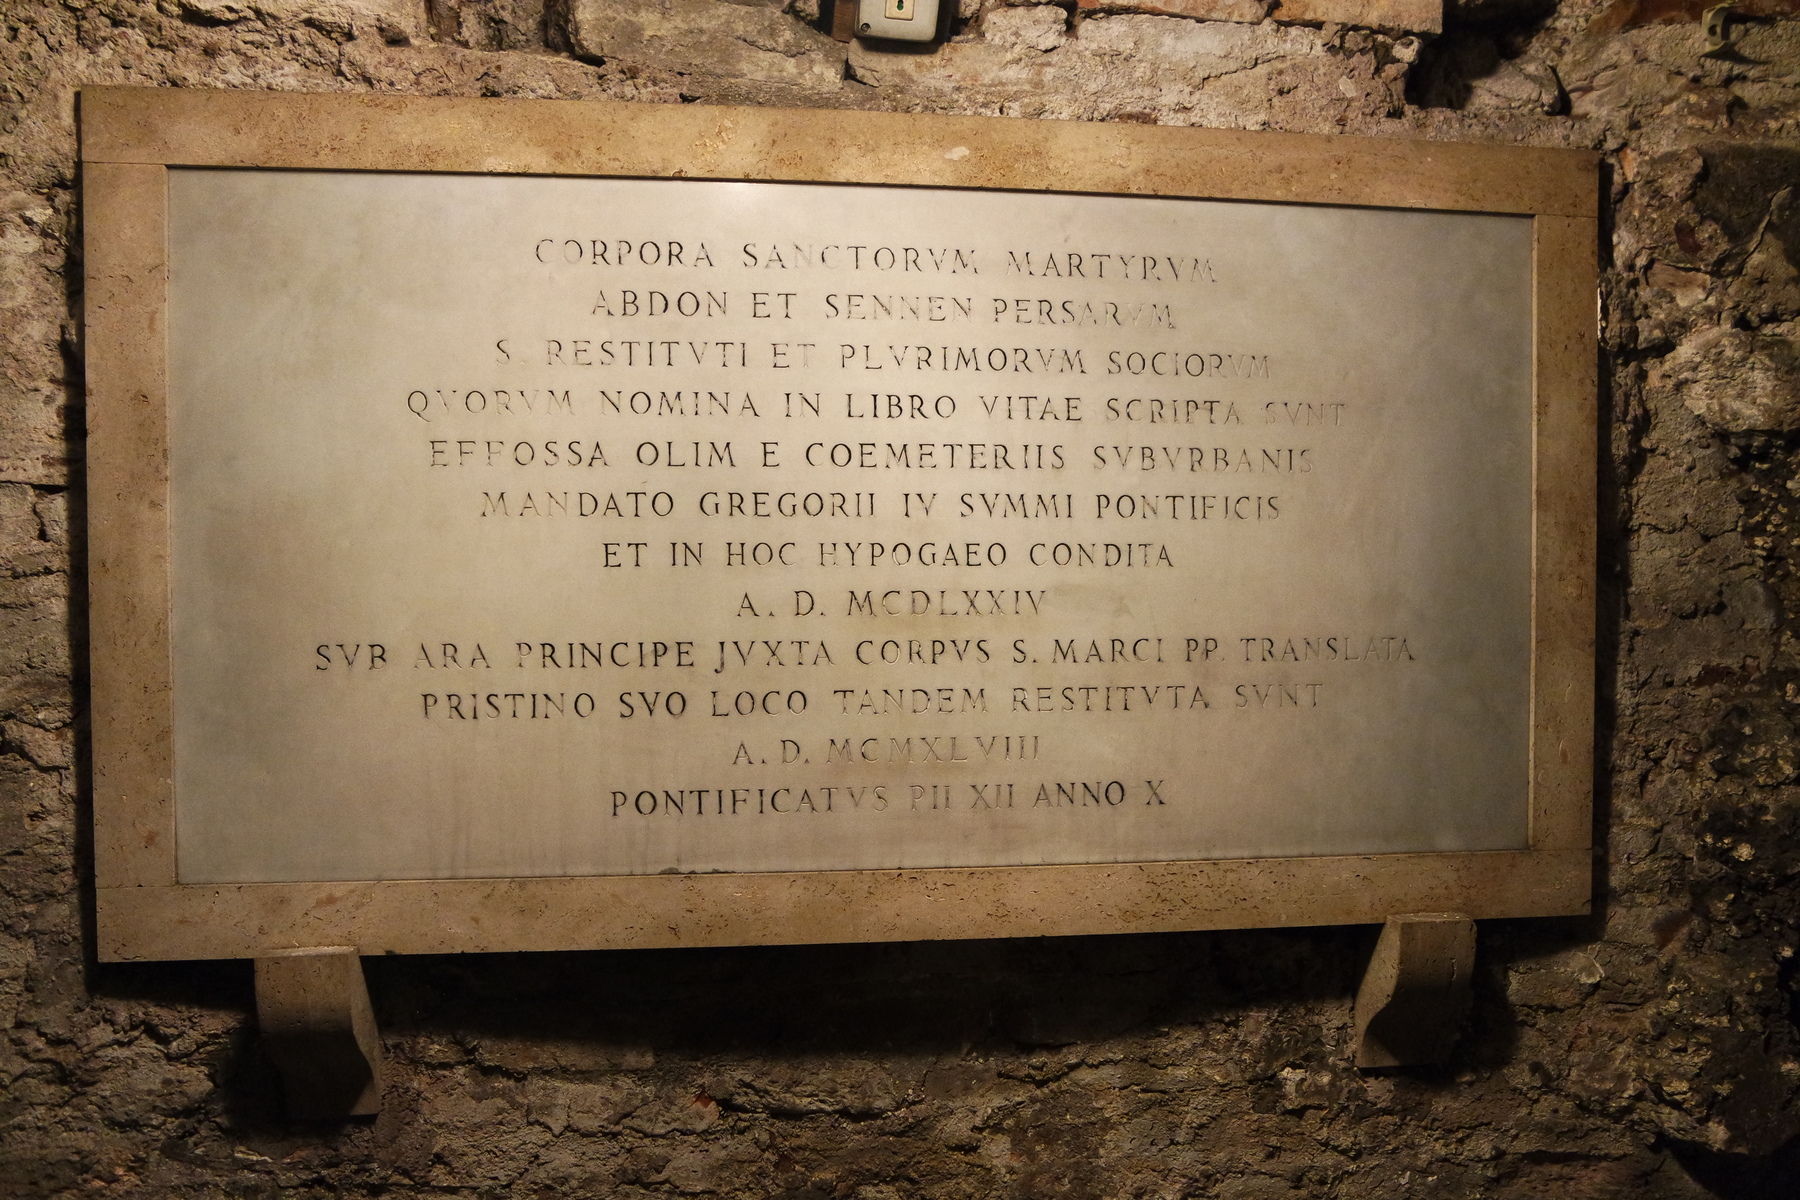 CORPORA SANCTORVM MARTYRVM
ABDON ET SENNEN PERSARVM
S. RESTITVTI ET PLVRIMORVM SOCIORVM
QVORVM NOMINA IN LIBRO VITAE SCRIPTA SVNT
EFFOSSA OLIM E COEMETERIIS SVBVRBANIS
MANDATO GREGORII IV SVMMI PONTIFICIS
ET IN HOC HYPOGAEO CONDITA
A. D. MCDLXXIV
SVB ARA PRINCIPE JVXTA CORPVS S. MARCI PP. TRANSLATA
PRISTINO SVO LOCO TANDEM RESTITVTA SVNT
A. D. MCMXLVIII
PONTIFICATVS PII XII ANNO X